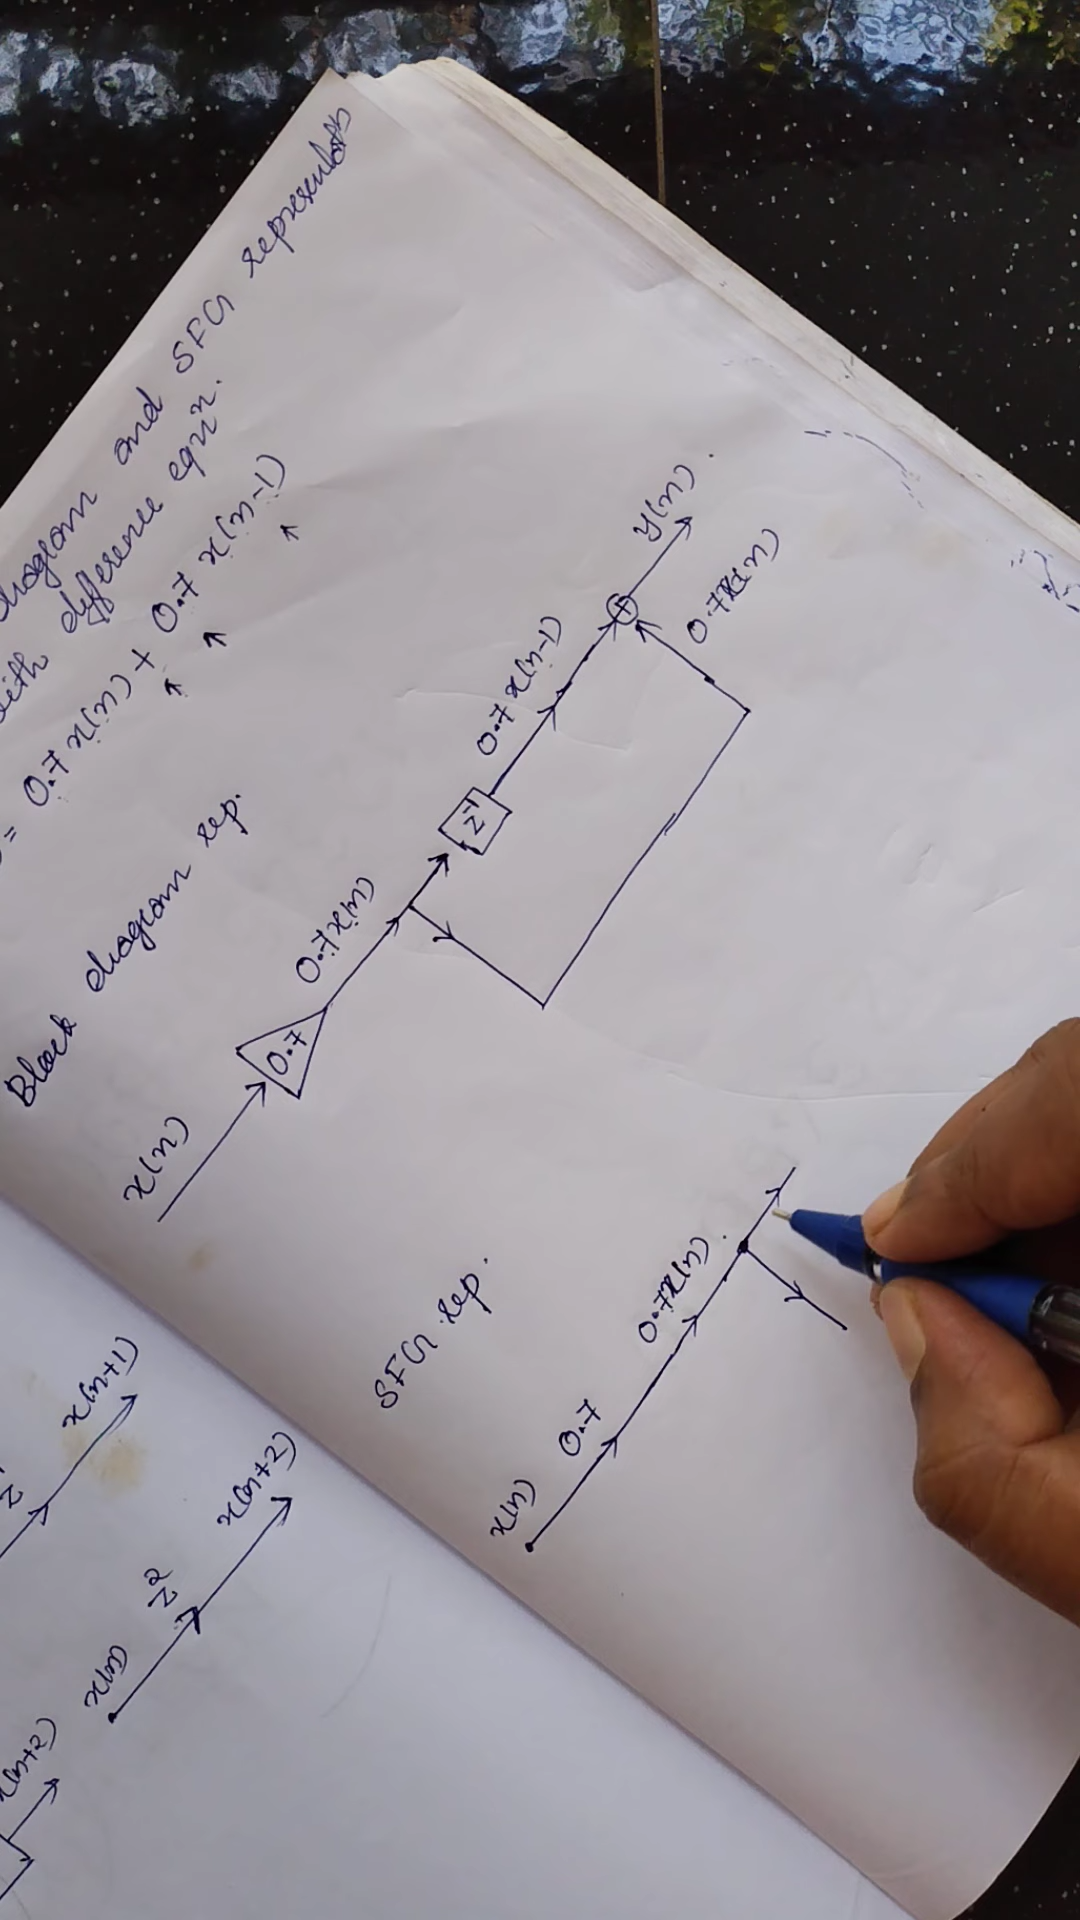 diagram and SFG
with difference eqn.
= 0.7 x(n) + 0.7 x(n-1)
Block diagram rep.
x(n) 0.7 0.7x(n) z⁻¹ 0.7 x(n-1) + y(n).
0.7x(n)
SFG rep.
x(n) 0.7 0.7x(n).
x(n+1)
x(n) z² x(n+2)
x(n+2)